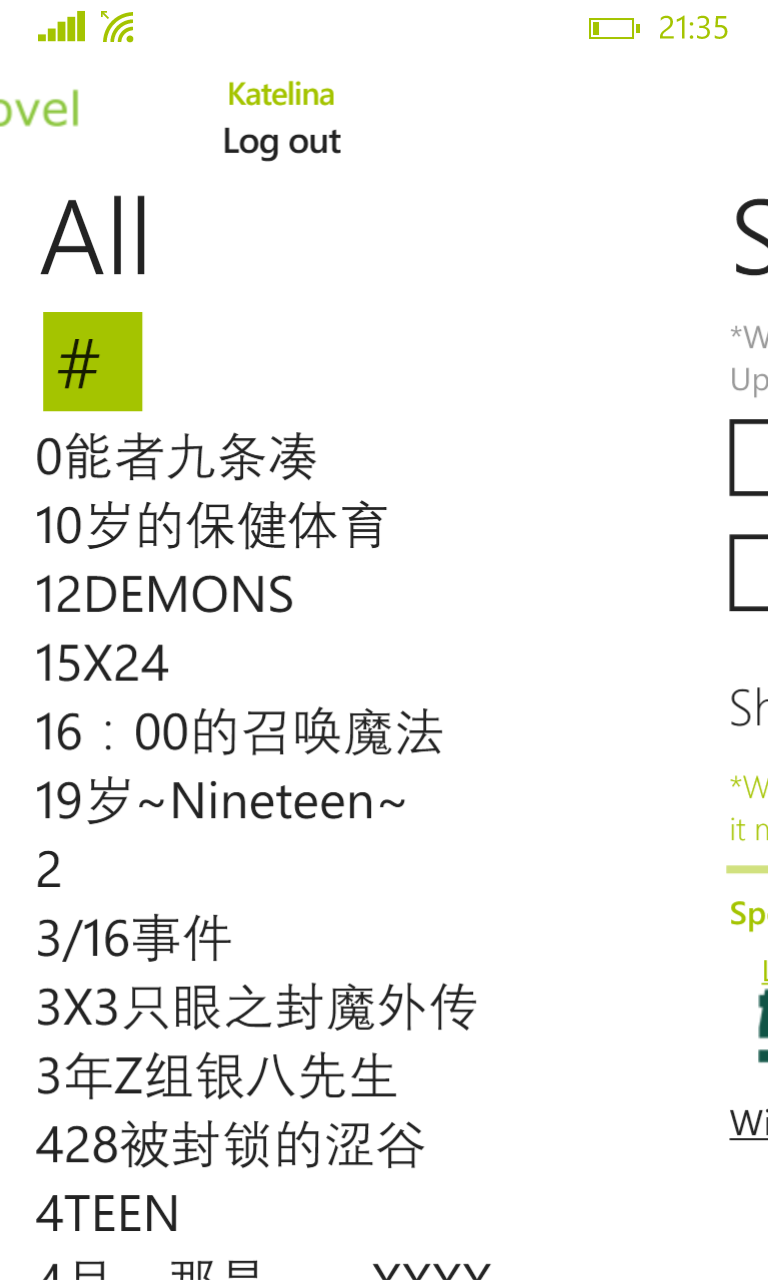 21:35
ovel
Katelina
Log out
All
S
#
*W
Up
0能者九条凑
10岁的保健体育
12DEMONS
15X24
16：00的召唤魔法
Sh
19岁~Nineteen~
*W
it n
2
Spe
3/16事件
3X3只眼之封魔外传
3年Z组银八先生
428被封锁的涩谷
Wi
4TEEN